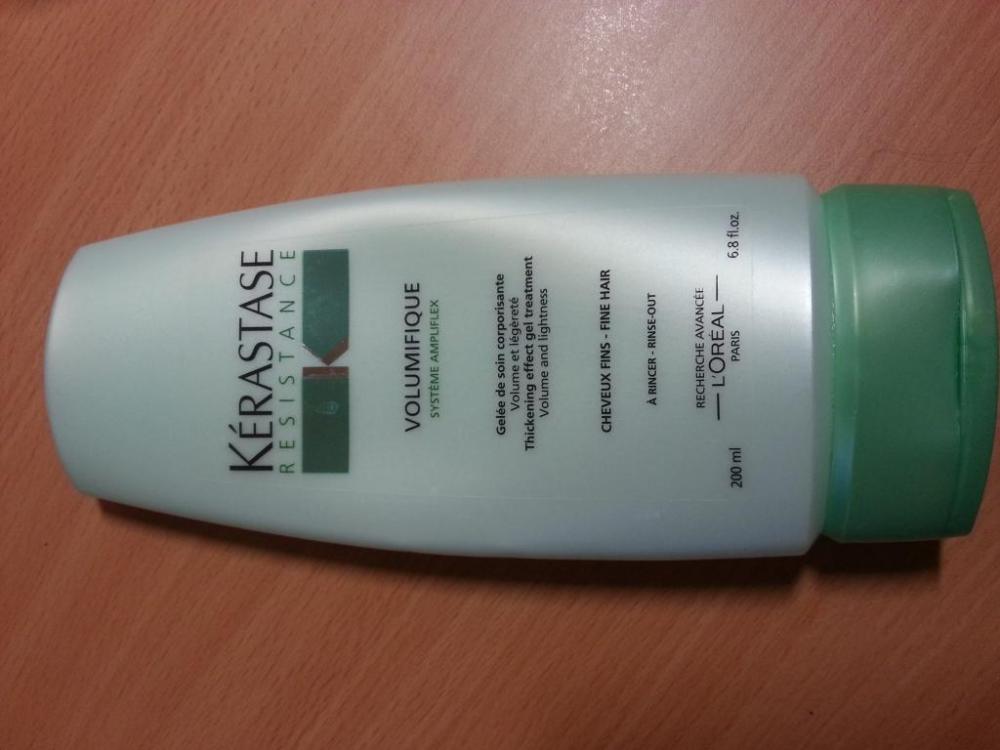 KÉRASTASE
RESISTANCE
K
VOLUMIFIQUE
SYSTÈME AMPLIFLEX
Gelée de soin corporisante
Volume et légèreté
Thickening effect gel treatment
Volume and lightness
CHEVEUX FINS - FINE HAIR
À RINCER - RINSE-OUT
RECHERCHE AVANCÉE
L'ORÉAL
PARIS
200 ml 6.8 fl.oz.